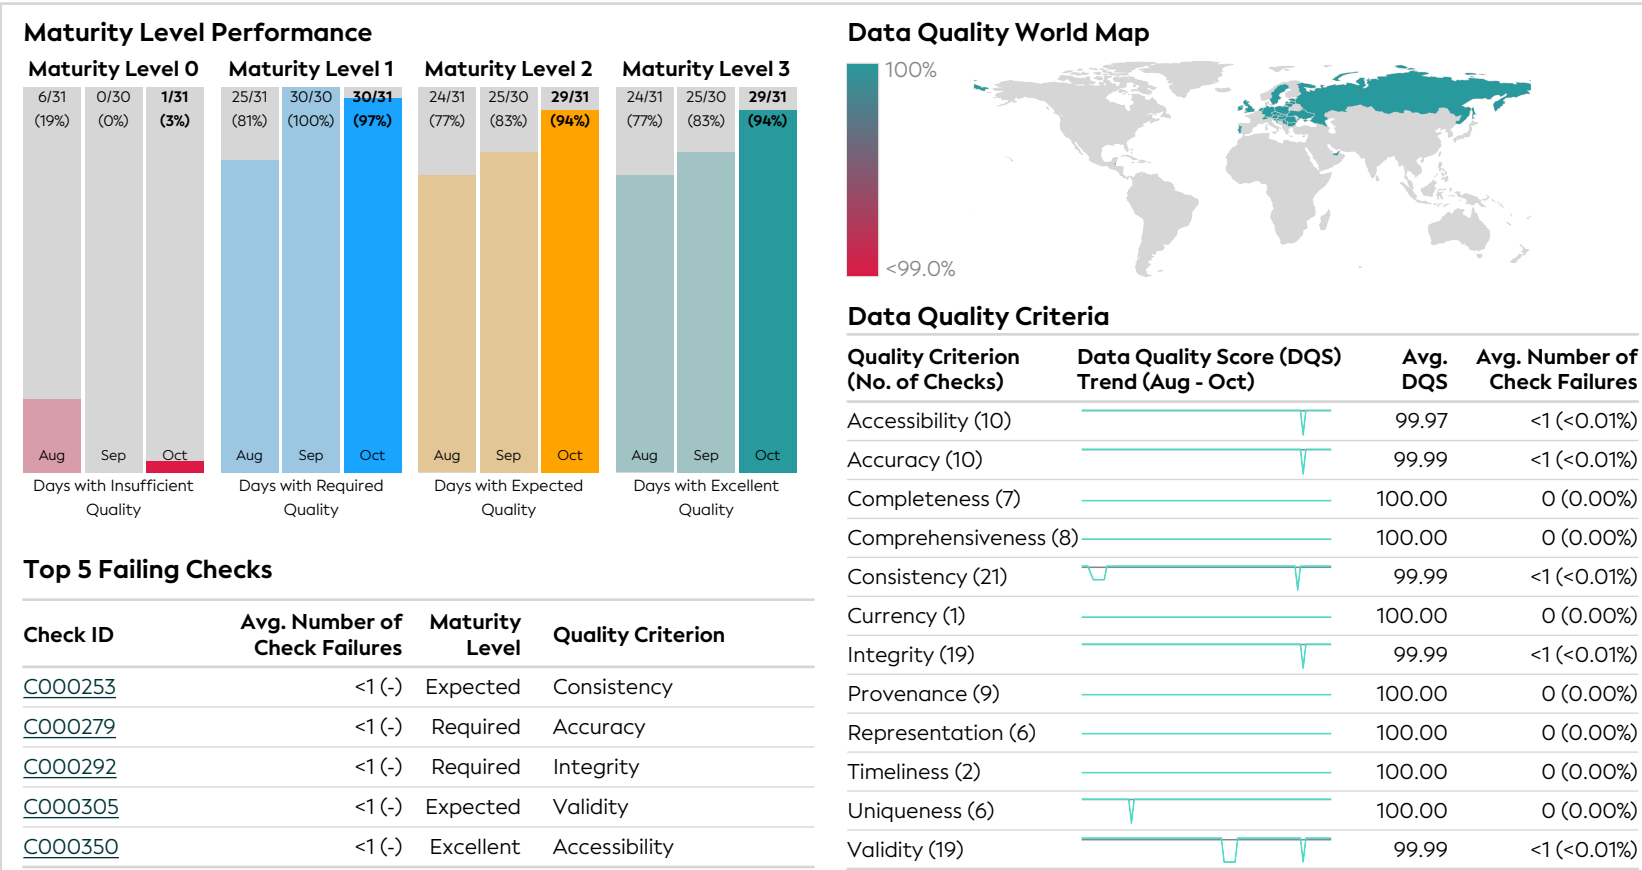 Maturity Level Performance
Maturity Level 0
Maturity Level 1
Maturity Level 2
Maturity Level 3
6/31 0/30 1/31
(19%) (0%) (3%)
25/31 30/30 30/31
(81%) (100%) (97%)
24/31 25/30 29/31
(77%) (83%) (94%)
24/31 25/30 29/31
(77%) (83%) (94%)
Aug Sep Oct
Aug Sep Oct
Aug Sep Oct
Aug Sep Oct
Days with Insufficient
Quality
Days with Required
Quality
Days with Expected
Quality
Days with Excellent
Quality
Top 5 Failing Checks
Check ID
Avg. Number of
Check Failures
Maturity
Level
Quality Criterion
C000253 <1 (-) Expected Consistency
C000279 <1 (-) Required Accuracy
C000292 <1 (-) Required Integrity
C000305 <1 (-) Expected Validity
C000350 <1 (-) Excellent Accessibility
Data Quality World Map
100%
<99.0%
Data Quality Criteria
Quality Criterion
(No. of Checks)
Data Quality Score (DQS)
Trend (Aug - Oct)
Avg.
DQS
Avg. Number of
Check Failures
Accessibility (10) 99.97 <1 (<0.01%)
Accuracy (10) 99.99 <1 (<0.01%)
Completeness (7) 100.00 0 (0.00%)
Comprehensiveness (8) 100.00 0 (0.00%)
Consistency (21) 99.99 <1 (<0.01%)
Currency (1) 100.00 0 (0.00%)
Integrity (19) 99.99 <1 (<0.01%)
Provenance (9) 100.00 0 (0.00%)
Representation (6) 100.00 0 (0.00%)
Timeliness (2) 100.00 0 (0.00%)
Uniqueness (6) 100.00 0 (0.00%)
Validity (19) 99.99 <1 (<0.01%)